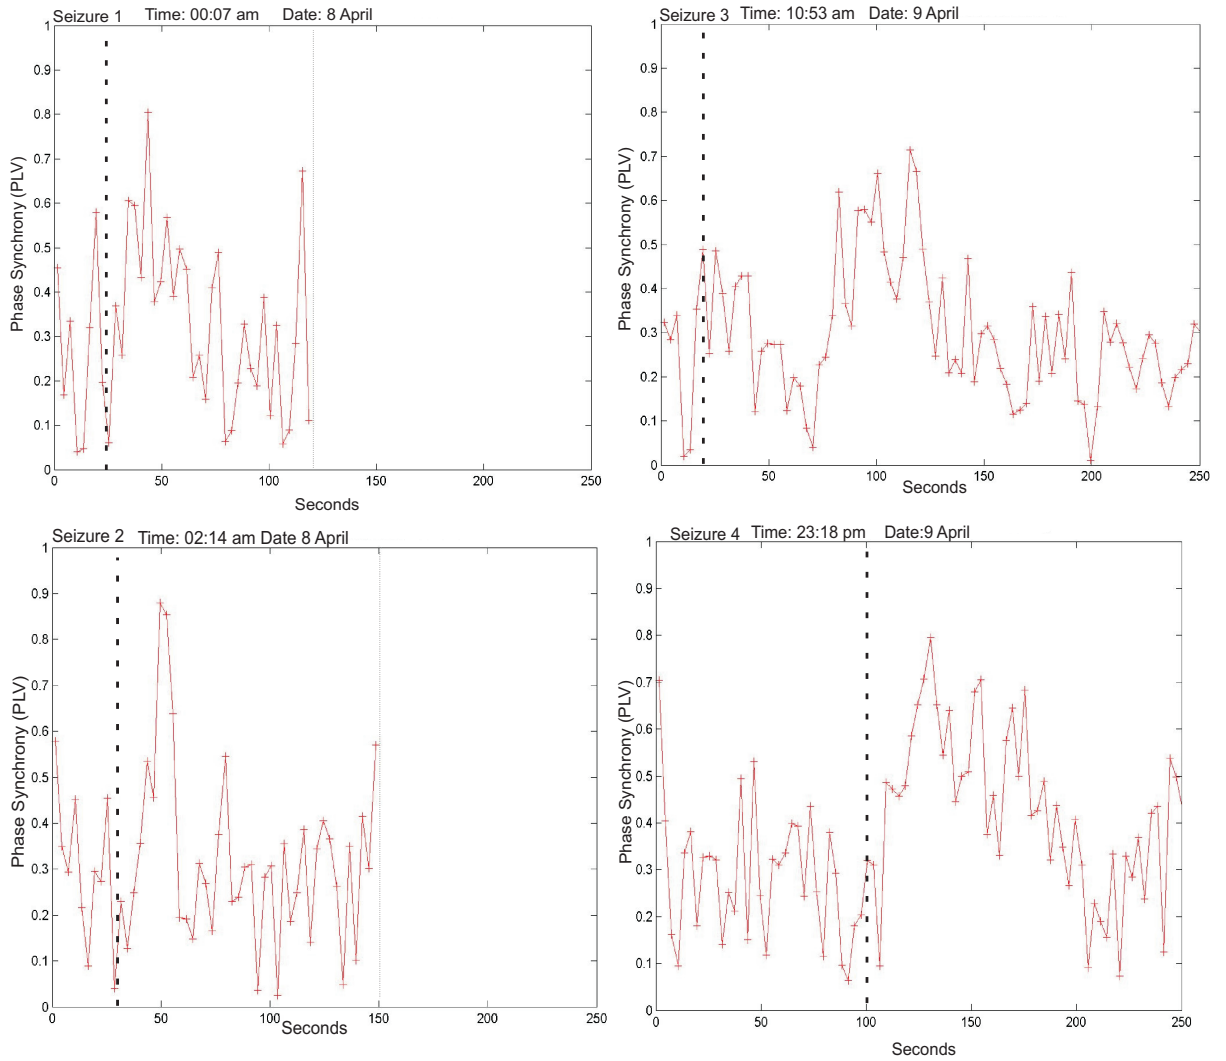 Seizure 1 Time: 00:07 am Date: 8 April
1
0.9
0.8
0.7
0.6
0.5
0.4
0.3
0.2
0.1
0
Phase Synchrony (PLV)
0 50 100 150 200 250
Seconds
Seizure 3 Time: 10:53 am Date: 9 April
1
0.9
0.8
0.7
0.6
0.5
0.4
0.3
0.2
0.1
0
Phase Synchrony (PLV)
0 50 100 150 200 250
Seconds
Seizure 2 Time: 02:14 am Date 8 April
1
0.9
0.8
0.7
0.6
0.5
0.4
0.3
0.2
0.1
0
Phase Synchrony (PLV)
0 50 100 150 200 250
Seconds
Seizure 4 Time: 23:18 pm Date:9 April
1
0.9
0.8
0.7
0.6
0.5
0.4
0.3
0.2
0.1
0
Phase Synchrony (PLV)
0 50 100 150 200 250
Seconds